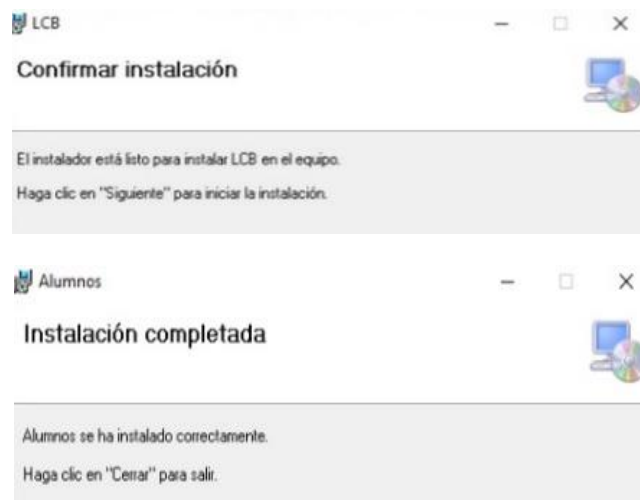 LCB
Confirmar instalación
El instalador está listo para instalar LCB en el equipo.
Haga clic en "Siguiente" para iniciar la instalación.
Alumnos
Instalación completada
Alumnos se ha instalado correctamente.
Haga clic en "Cerrar" para salir.